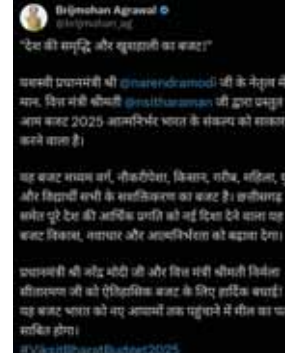 Brijmohan Agrawal
@brijmohan_ag
"देश की समृद्धि और खुशहाली का बजट!"
यशस्वी प्रधानमंत्री श्री @narendramodi जी के नेतृत्व में
मान. वित्त मंत्री श्रीमती @nsitharaman जी द्वारा प्रस्तुत
आम बजट 2025 आत्मनिर्भर भारत के संकल्प को साकार
करने वाला है।
यह बजट मध्यम वर्ग, नौकरीपेशा, किसान, गरीब, महिला,
और विद्यार्थी सभी के सशक्तिकरण का बजट है। छत्तीसगढ़
समेत पूरे देश की आर्थिक प्रगति को नई दिशा देने वाला यह
बजट विकास, नवाचार और आत्मनिर्भरता को बढ़ावा देगा।
प्रधानमंत्री श्री नरेंद्र मोदी जी और वित्त मंत्री श्रीमती निर्मला
सीतारमण जी को ऐतिहासिक बजट के लिए हार्दिक बधाई!
यह बजट भारत को नए आयामों तक पहुंचाने में मील का
साबित होगा।
#ViksitBharatBudget2025